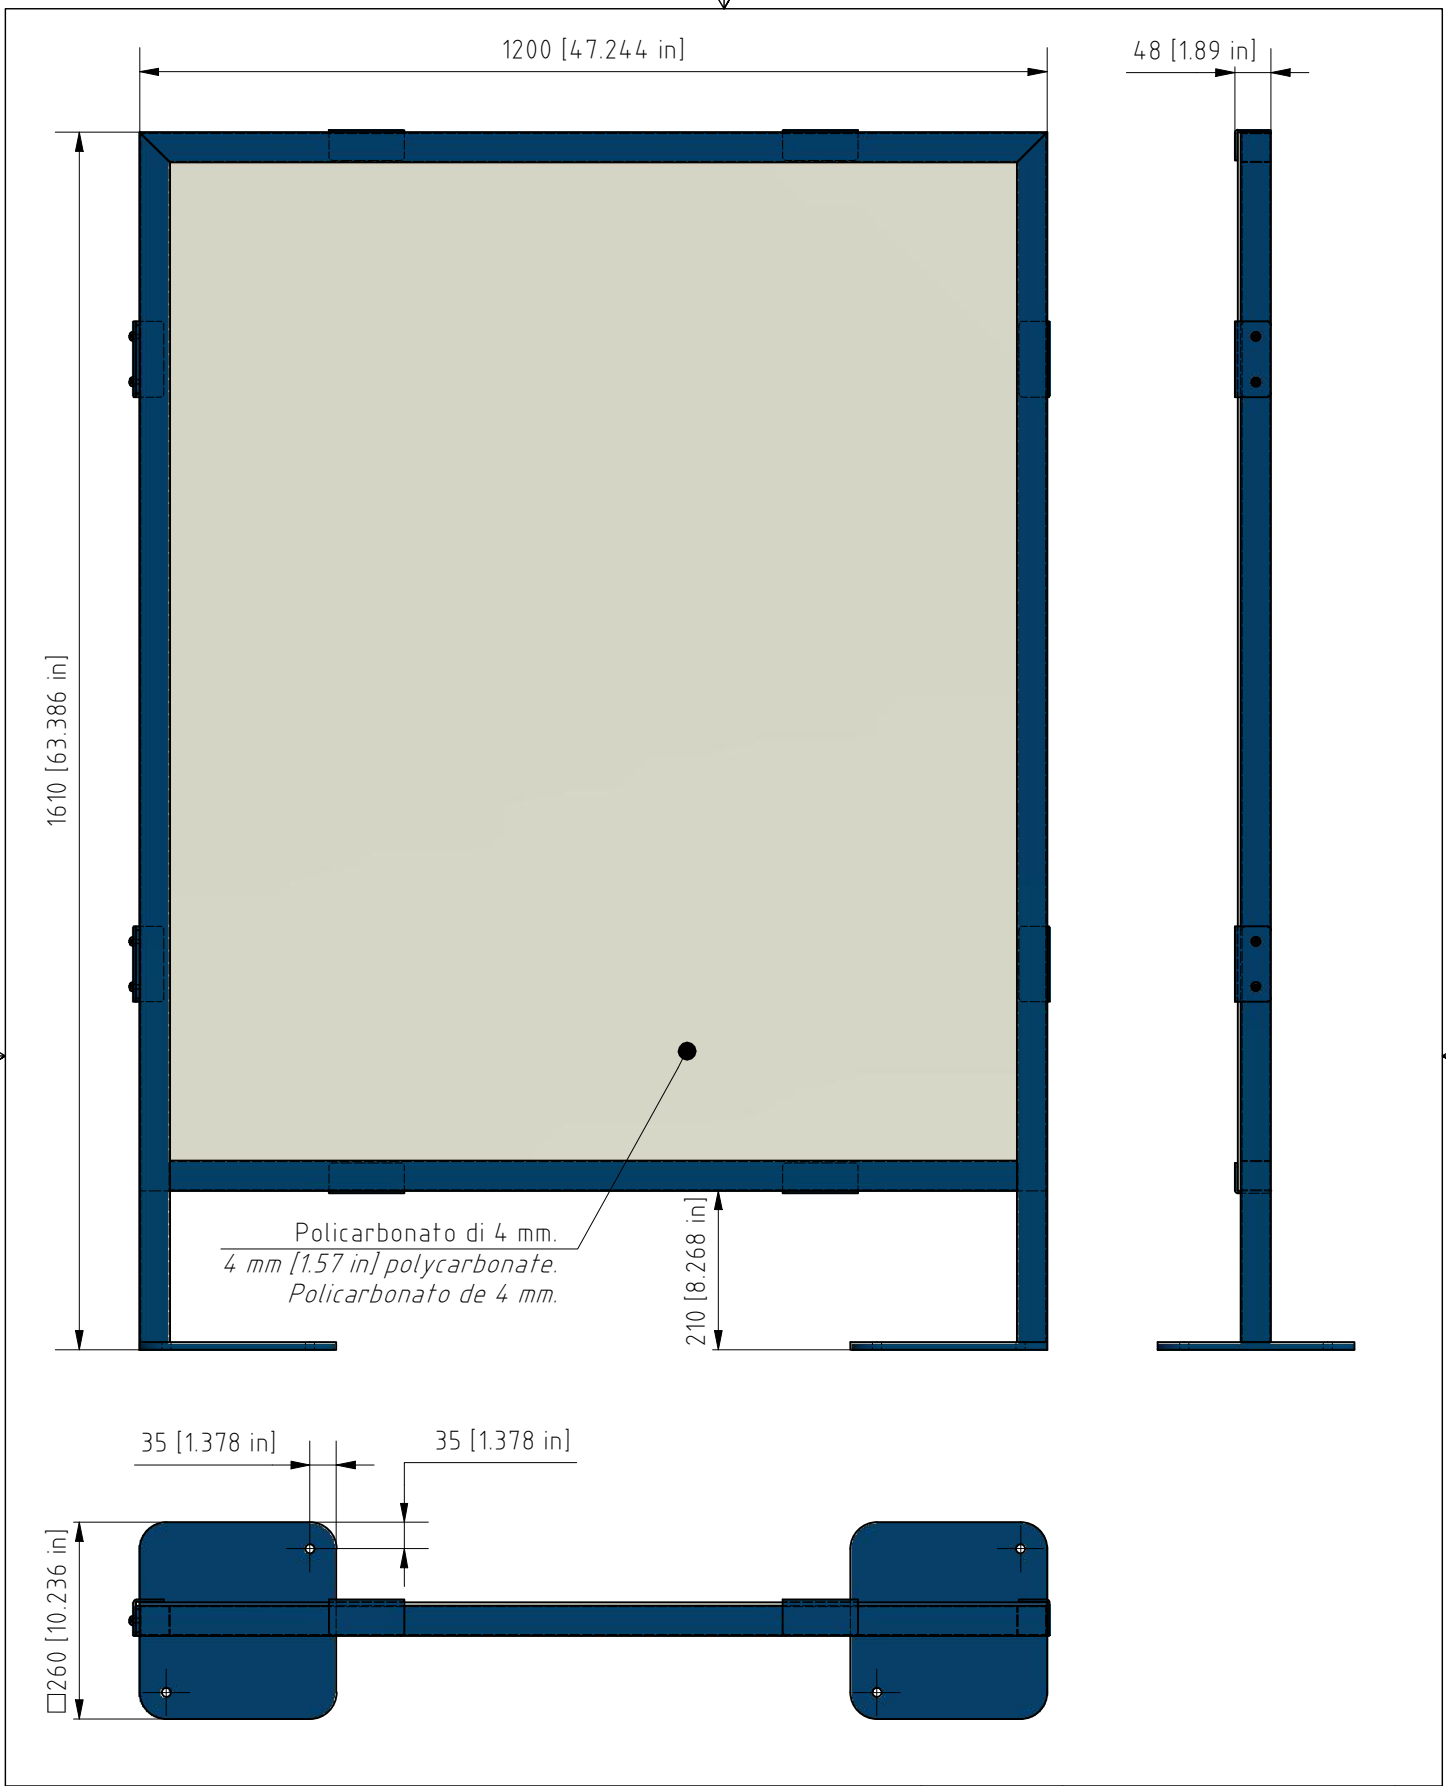 1200 [47.244 in]
48 [1.89 in]
1610 [63.386 in]
Policarbonato di 4 mm.
4 mm [1.57 in] polycarbonate.
Policarbonato de 4 mm.
210 [8.268 in]
35 [1.378 in]
35 [1.378 in]
□260 [10.236 in]